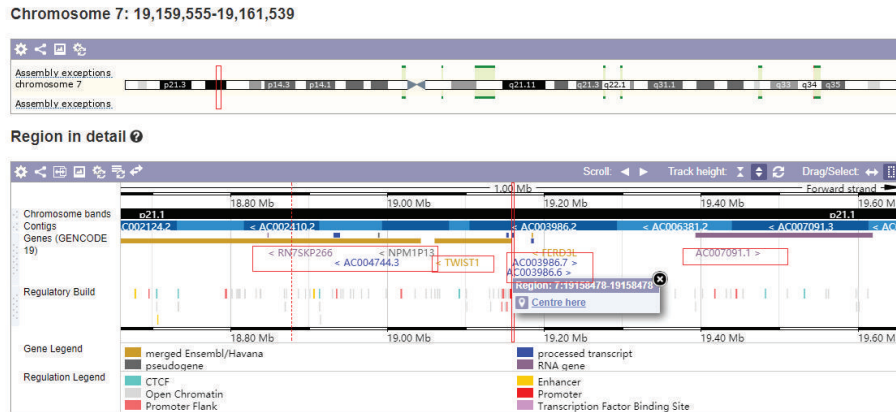 Chromosome 7: 19,159,555-19,161,539
Assembly exceptions
chromosome 7 p21.3 p14.3 p14.1 q21.11 q21.3 q22.1 q31.1 q33 q34 q35
Assembly exceptions
Region in detail
Scroll: Track height Drag/Select:
1.00 Mb Forward strand
18.80 Mb 19.00 Mb 19.20 Mb 19.40 Mb 19.60 M
Chromosome bands p21.1 p21.1
Contigs C002124.2 < AC002410.2 < AC003986.2 < AC006381.2 < AC007091.3 < AC0
Genes (GENCODE
19)
< RN7SKP266 < NPM1P13 < FERD3L AC007091.1 >
< AC004744.3 < TWIST1 AC003986.7 >
AC003986.6 >
Regulatory Build
Region: 7:19158478-19158478
Centre here
18.80 Mb 19.00 Mb 19.20 Mb 19.40 Mb 19.60 M
Gene Legend
merged Ensembl/Havana processed transcript
pseudogene RNA gene
Regulation Legend
CTCF Enhancer
Open Chromatin Promoter
Promoter Flank Transcription Factor Binding Site